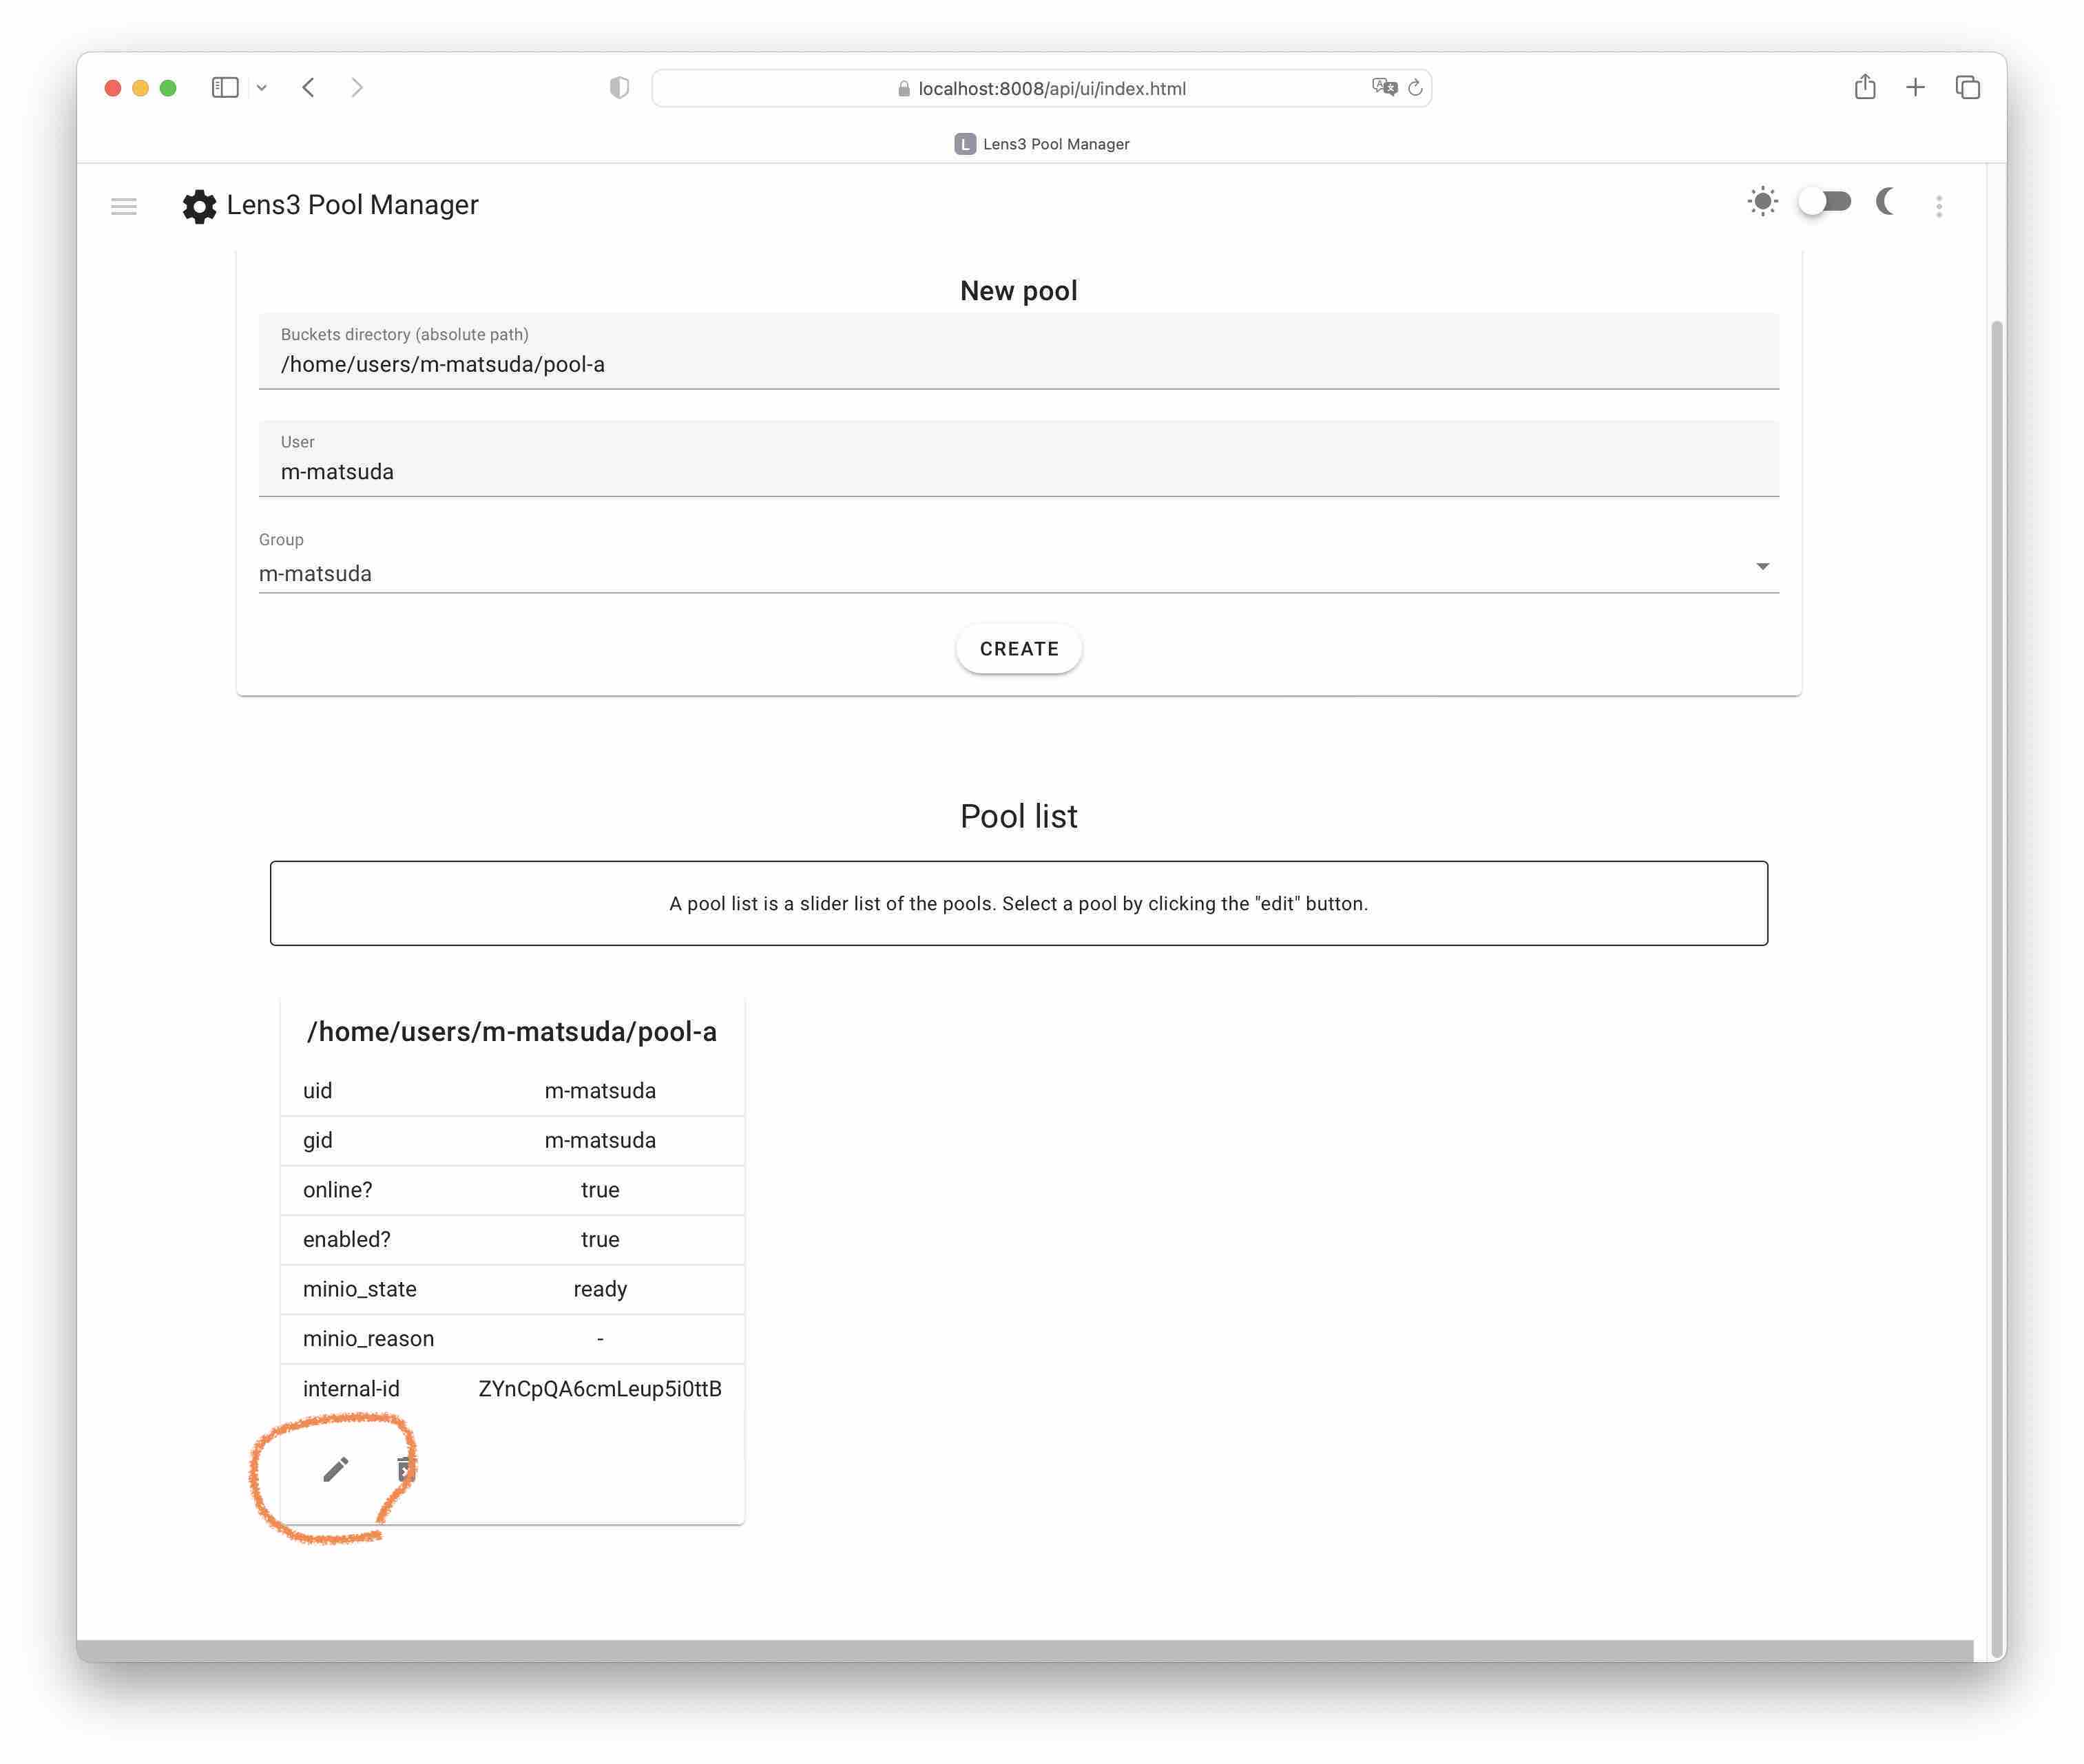 localhost:8008/api/ui/index.html
L Lens3 Pool Manager
Lens3 Pool Manager
New pool
Buckets directory (absolute path)
/home/users/m-matsuda/pool-a
User
m-matsuda
Group
m-matsuda
CREATE
Pool list
A pool list is a slider list of the pools. Select a pool by clicking the "edit" button.
/home/users/m-matsuda/pool-a
uid m-matsuda
gid m-matsuda
online? true
enabled? true
minio_state ready
minio_reason -
internal-id ZYnCpQA6cmLeup5i0ttB